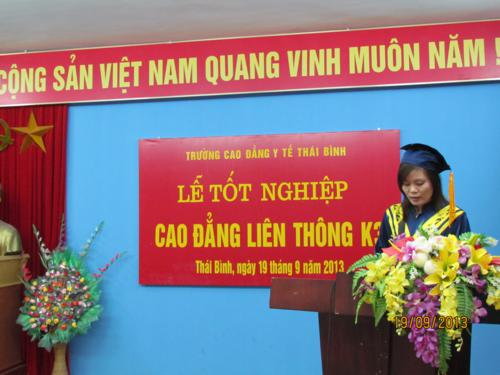 CỘNG SẢN VIỆT NAM QUANG VINH MUÔN NĂM !
TRƯỜNG CAO ĐẲNG Y TẾ THÁI BÌNH
LỄ TỐT NGHIỆP
CAO ĐẲNG LIÊN THÔNG K3
Thái Bình, ngày 19 tháng 9 năm 2013
19/09/2013